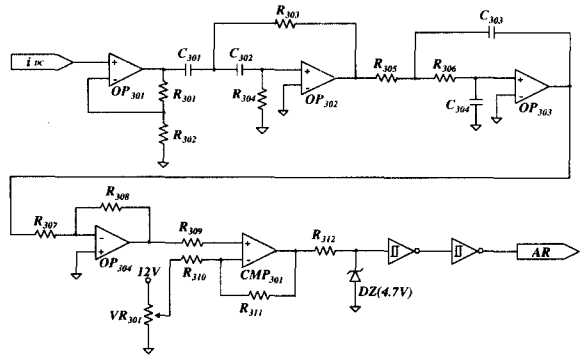 i DC
OP301
R301
R302
C301
C302
R303
R304
OP302
R305
R306
C303
C304
OP303
R307
R308
OP304
R309
R310
12V
VR301
CMP301
R311
R312
DZ(4.7V)
AR